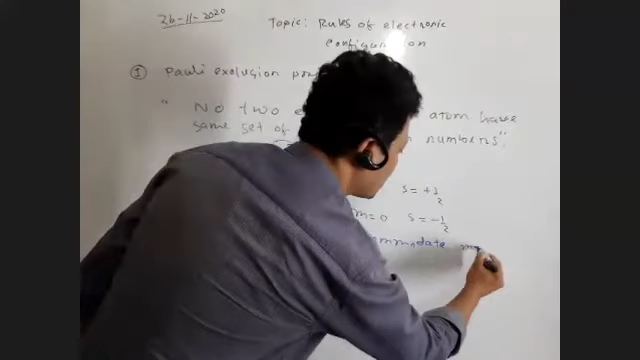 26-11-2020
Topic: Rules of electronic
configuration
① Pauli exclusion
" No two atom have
same set of numbers".
s = +1/2
m=0 s = -1/2
mmodate